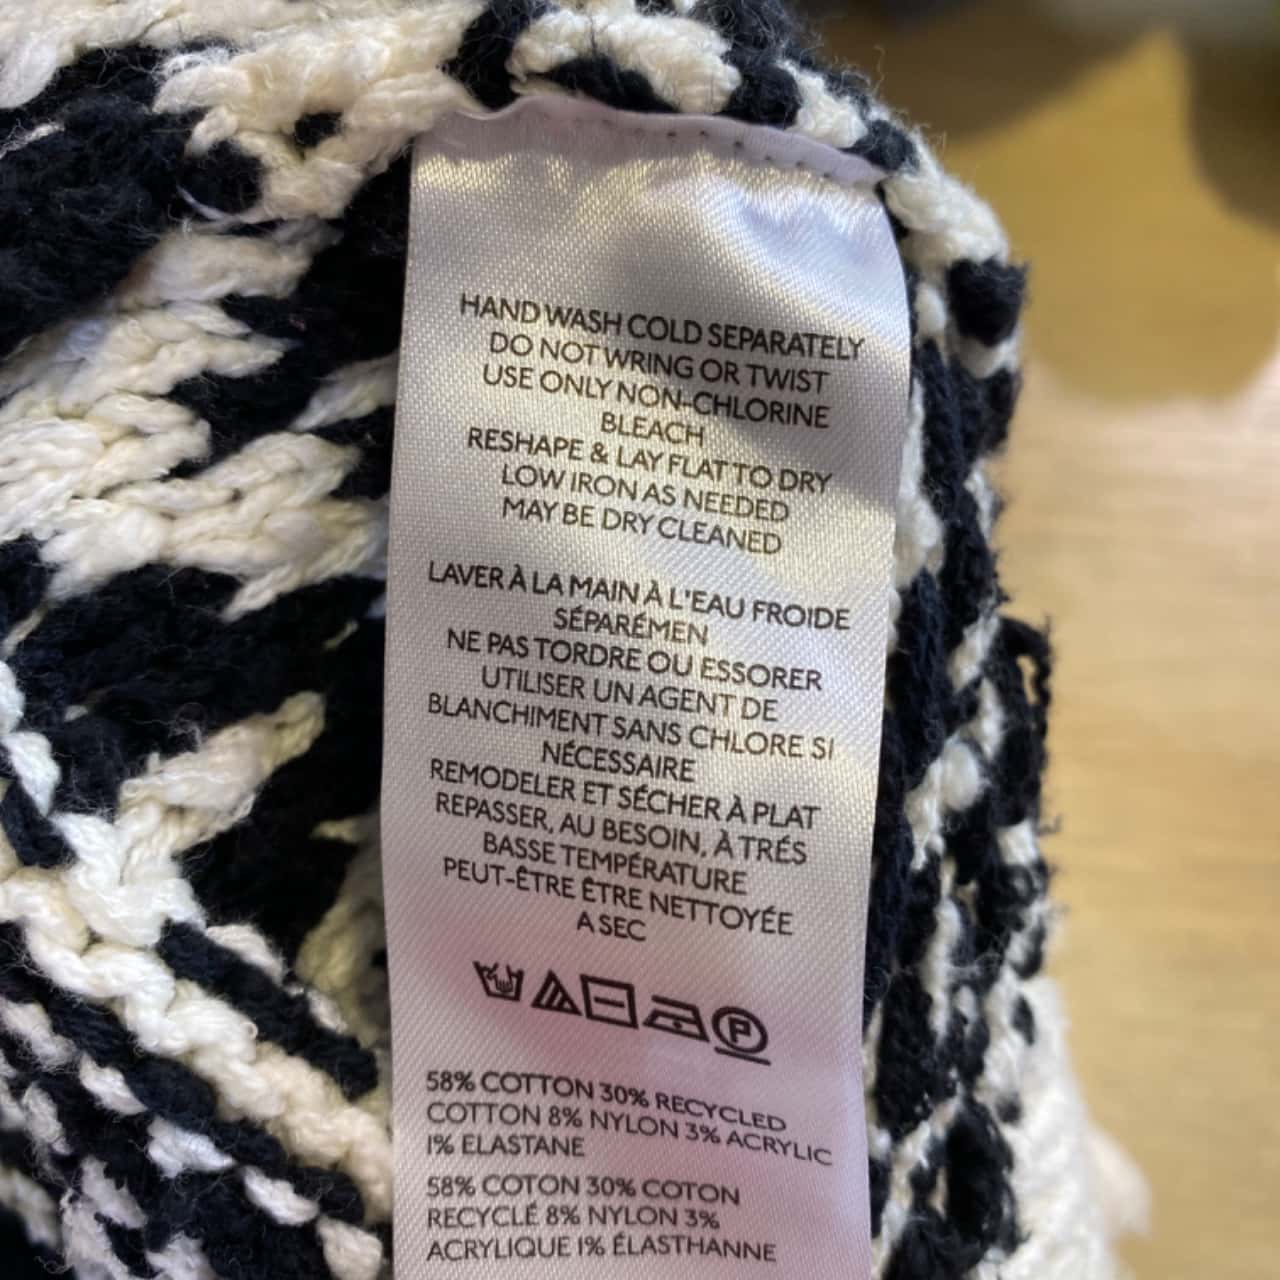 HAND WASH COLD SEPARATELY
DO NOT WRING OR TWIST
USE ONLY NON-CHLORINE
BLEACH
RESHAPE & LAY FLAT TO DRY
LOW IRON AS NEEDED
MAY BE DRY CLEANED
LAVER À LA MAIN À L'EAU FROIDE
SÉPARÉMEN
NE PAS TORDRE OU ESSORER
UTILISER UN AGENT DE
BLANCHIMENT SANS CHLORE SI
NÉCESSAIRE
REMODELER ET SÉCHER À PLAT
REPASSER, AU BESOIN, À TRÉS
BASSE TEMPÉRATURE
PEUT-ÊTRE ÊTRE NETTOYÉE
A SEC
P
58% COTTON 30% RECYCLED
COTTON 8% NYLON 3% ACRYLIC
1% ELASTANE
58% COTON 30% COTON
RECYCLÉ 8% NYLON 3%
ACRYLIQUE 1% ÉLASTHANNE